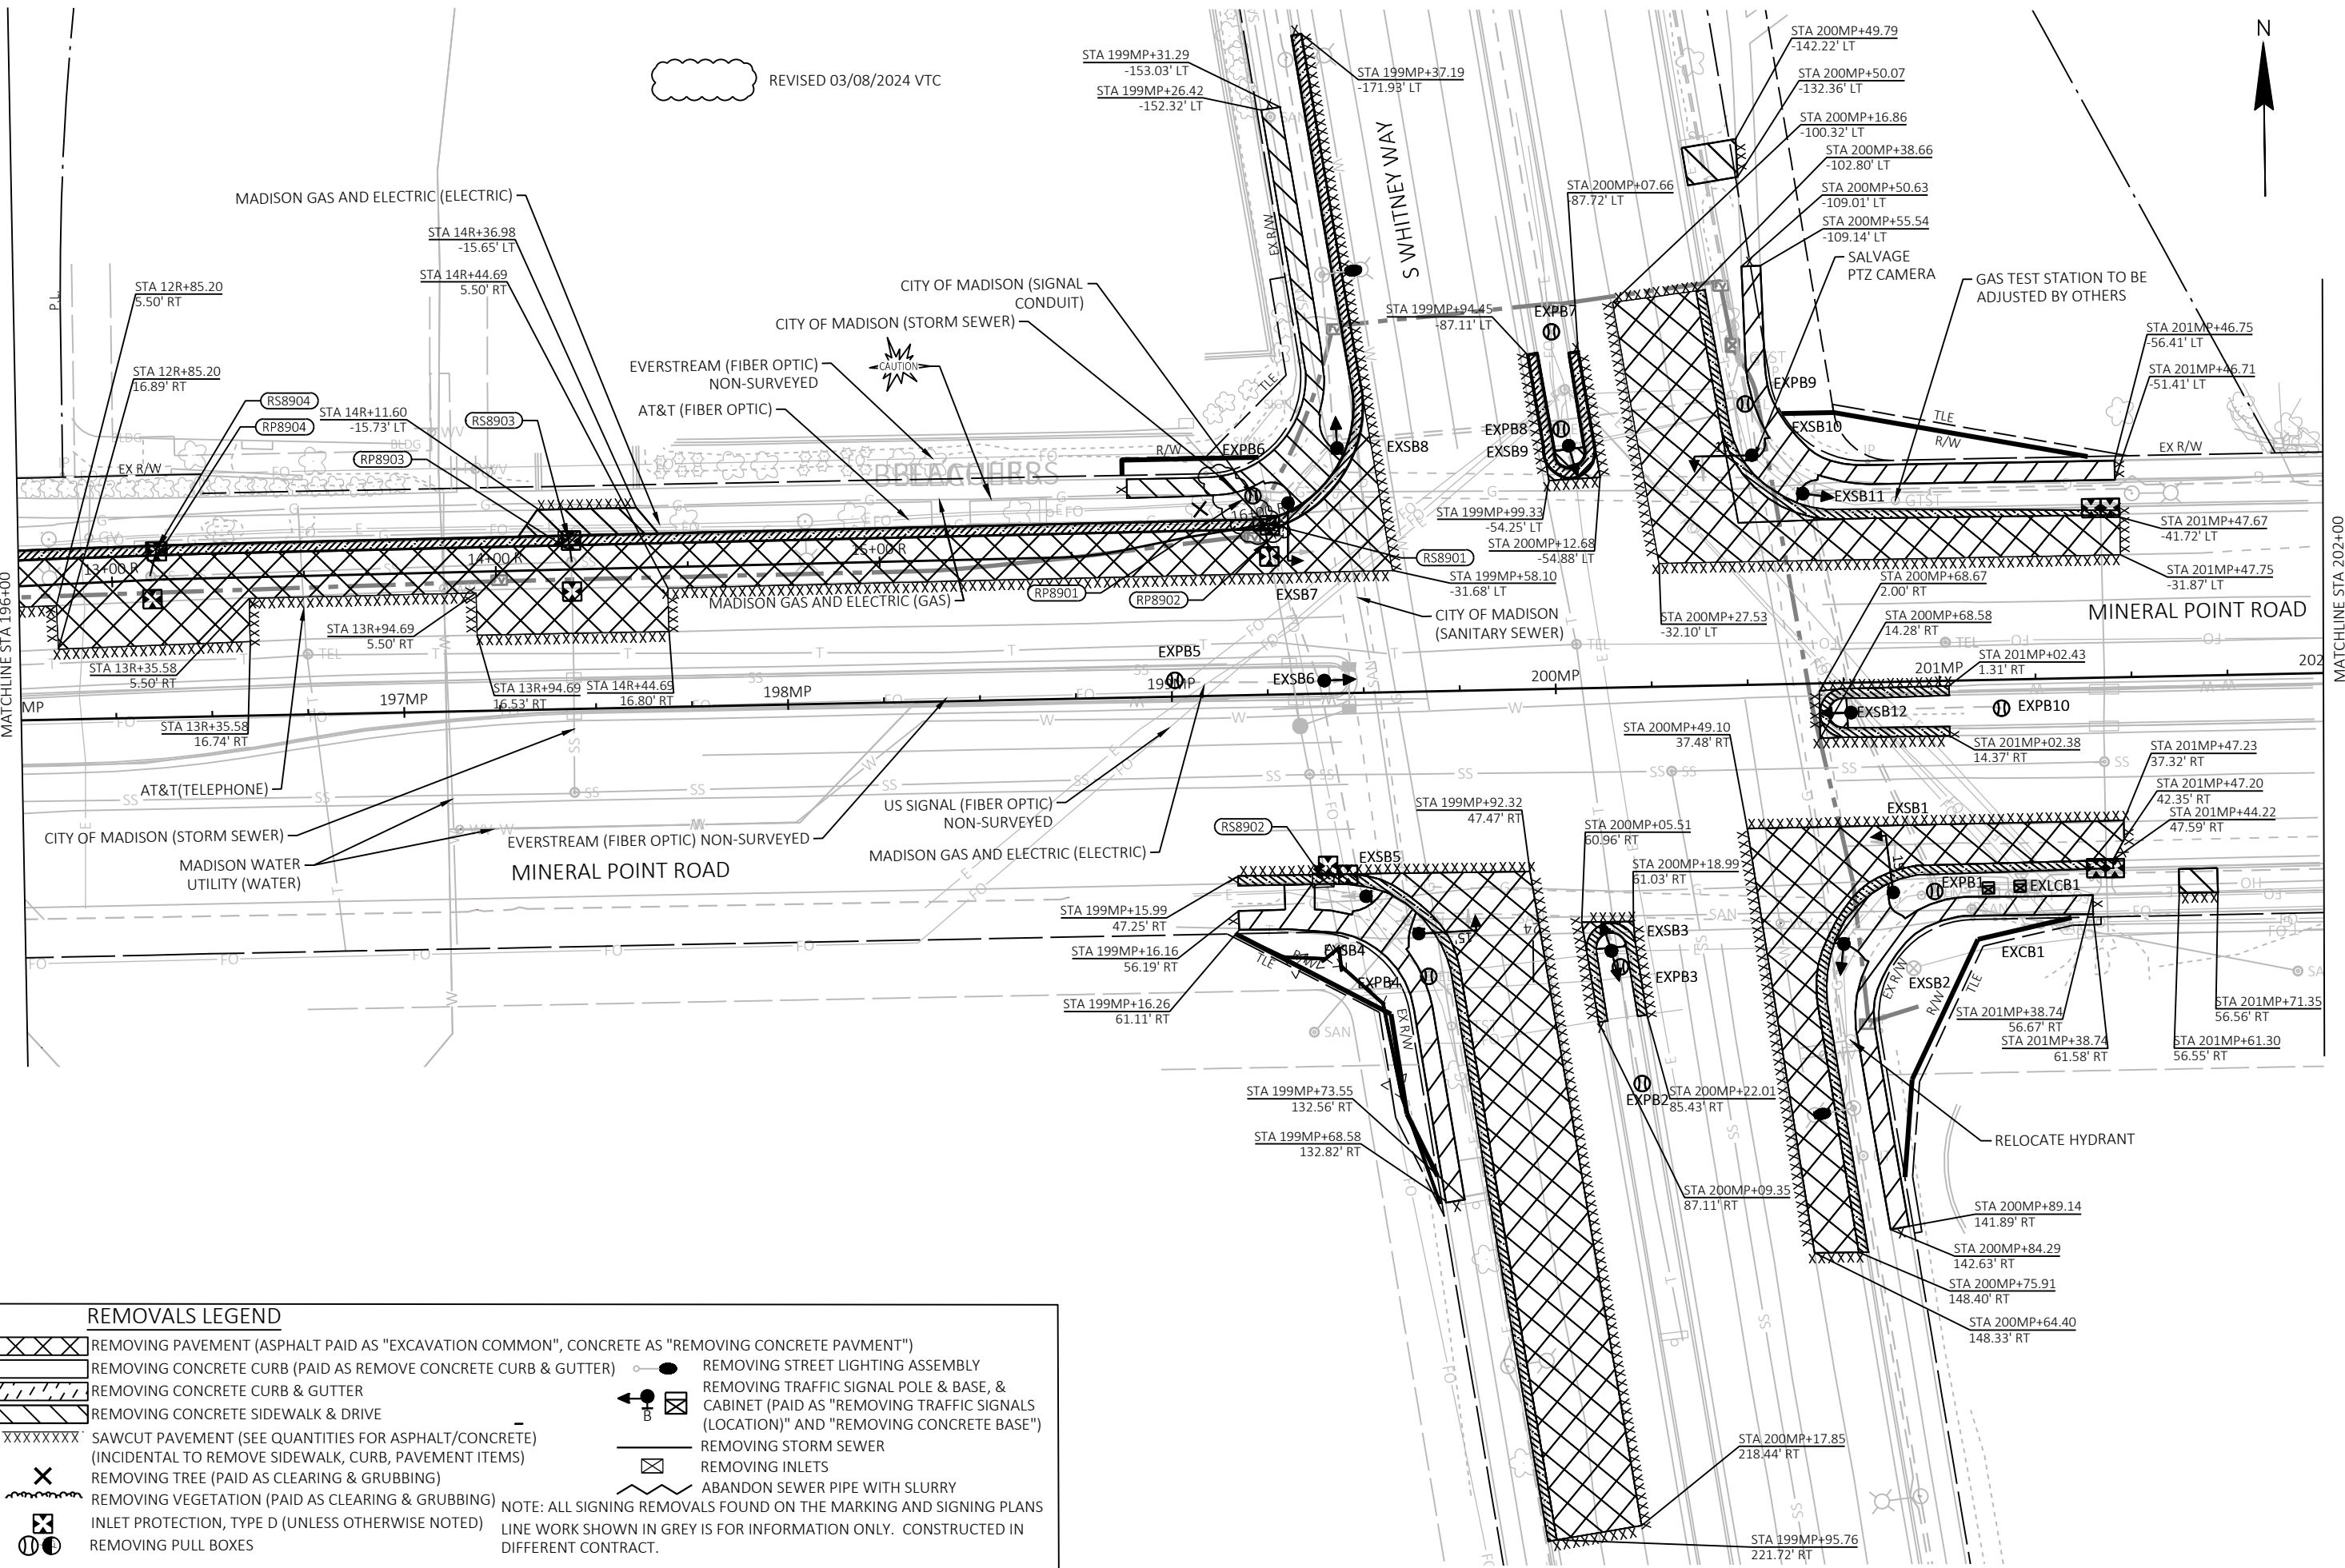 REVISED 03/08/2024 VTC
N
STA 199MP+31.29
-153.03' LT
STA 199MP+26.42
-152.32' LT
STA 199MP+37.19
-171.93' LT
STA 200MP+49.79
-142.22' LT
STA 200MP+50.07
-132.36' LT
STA 200MP+16.86
-100.32' LT
STA 200MP+38.66
-102.80' LT
STA 200MP+50.63
-109.01' LT
STA 200MP+55.54
-109.14' LT
SALVAGE
PTZ CAMERA
GAS TEST STATION TO BE
ADJUSTED BY OTHERS
STA 201MP+46.75
-56.41' LT
STA 201MP+46.71
-51.41' LT
S WHITNEY WAY
STA 200MP+07.66
-87.72' LT
STA 199MP+94.45
-87.11' LT
MADISON GAS AND ELECTRIC (ELECTRIC)
STA 14R+36.98
-15.65' LT
STA 14R+44.69
5.50' RT
STA 12R+85.20
5.50' RT
STA 12R+85.20
16.89' RT
P.L.
CITY OF MADISON (SIGNAL
CONDUIT)
CITY OF MADISON (STORM SEWER)
CAUTION
EVERSTREAM (FIBER OPTIC)
NON-SURVEYED
AT&T (FIBER OPTIC)
RS8904
RP8904
STA 14R+11.60
-15.73' LT
RS8903
RP8903
EX R/W
EX R/W
TLE
R/W
EXPB6
EXSB8
EXPB7
EXPB8
EXSB9
EXPB9
EXSB10
EXSB11
TLE
R/W
EX R/W
BLDG
BLDG
13+00 R
14+00 R
15+00 R
16+00 R
STA 199MP+99.33
-54.25' LT
STA 200MP+12.68
-54.88' LT
RS8901
RP8901
RP8902
EXSB7
STA 199MP+58.10
-31.68' LT
CITY OF MADISON
(SANITARY SEWER)
MADISON GAS AND ELECTRIC (GAS)
STA 201MP+47.67
-41.72' LT
STA 201MP+47.75
-31.87' LT
STA 200MP+27.53
-32.10' LT
STA 200MP+68.67
2.00' RT
STA 200MP+68.58
14.28' RT
STA 201MP+02.43
1.31' RT
MINERAL POINT ROAD
MATCHLINE STA 196+00
MATCHLINE STA 202+00
STA 13R+94.69
5.50' RT
STA 13R+35.58
5.50' RT
STA 13R+94.69
16.53' RT
STA 14R+44.69
16.80' RT
STA 13R+35.58
16.74' RT
MP
197MP
198MP
199MP
200MP
201MP
202
EXPB5
EXSB6
EXSB12
EXPB10
STA 201MP+02.38
14.37' RT
STA 200MP+49.10
37.48' RT
STA 201MP+47.23
37.32' RT
STA 201MP+47.20
42.35' RT
STA 201MP+44.22
47.59' RT
AT&T(TELEPHONE)
CITY OF MADISON (STORM SEWER)
MADISON WATER
UTILITY (WATER)
EVERSTREAM (FIBER OPTIC) NON-SURVEYED
US SIGNAL (FIBER OPTIC)
NON-SURVEYED
MADISON GAS AND ELECTRIC (ELECTRIC)
MINERAL POINT ROAD
RS8902
EXSB5
STA 199MP+92.32
47.47' RT
STA 200MP+05.51
60.96' RT
STA 200MP+18.99
61.03' RT
EXSB1
EXPB1
EXLCB1
STA 199MP+15.99
47.25' RT
STA 199MP+16.16
56.19' RT
STA 199MP+16.26
61.11' RT
TLE
EXSB4
EXPB4
EX R/W
15'
EXSB3
EXPB3
EXPB2
EX R/W
EXSB2
R/W
TLE
EXCB1
STA 201MP+38.74
56.67' RT
STA 201MP+38.74
61.58' RT
STA 201MP+71.35
56.56' RT
STA 201MP+61.30
56.55' RT
STA 199MP+73.55
132.56' RT
STA 199MP+68.58
132.82' RT
STA 200MP+22.01
85.43' RT
STA 200MP+09.35
87.11' RT
RELOCATE HYDRANT
STA 200MP+89.14
141.89' RT
STA 200MP+84.29
142.63' RT
STA 200MP+75.91
148.40' RT
STA 200MP+64.40
148.33' RT
STA 200MP+17.85
218.44' RT
STA 199MP+95.76
221.72' RT
REMOVALS LEGEND
REMOVING PAVEMENT (ASPHALT PAID AS "EXCAVATION COMMON", CONCRETE AS "REMOVING CONCRETE PAVMENT")
REMOVING CONCRETE CURB (PAID AS REMOVE CONCRETE CURB & GUTTER)
REMOVING CONCRETE CURB & GUTTER
REMOVING CONCRETE SIDEWALK & DRIVE
SAWCUT PAVEMENT (SEE QUANTITIES FOR ASPHALT/CONCRETE)
(INCIDENTAL TO REMOVE SIDEWALK, CURB, PAVEMENT ITEMS)
REMOVING TREE (PAID AS CLEARING & GRUBBING)
REMOVING VEGETATION (PAID AS CLEARING & GRUBBING)
INLET PROTECTION, TYPE D (UNLESS OTHERWISE NOTED)
REMOVING PULL BOXES
REMOVING STREET LIGHTING ASSEMBLY
B
REMOVING TRAFFIC SIGNAL POLE & BASE, &
CABINET (PAID AS "REMOVING TRAFFIC SIGNALS
(LOCATION)" AND "REMOVING CONCRETE BASE")
REMOVING STORM SEWER
REMOVING INLETS
ABANDON SEWER PIPE WITH SLURRY
NOTE: ALL SIGNING REMOVALS FOUND ON THE MARKING AND SIGNING PLANS
LINE WORK SHOWN IN GREY IS FOR INFORMATION ONLY. CONSTRUCTED IN
DIFFERENT CONTRACT.